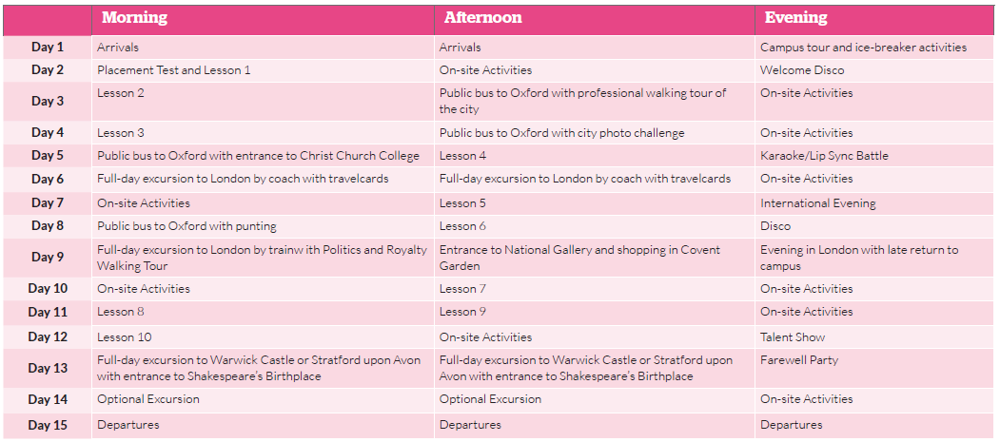 Morning Afternoon Evening
Day 1 Arrivals Arrivals Campus tour and ice-breaker activities
Day 2 Placement Test and Lesson 1 On-site Activities Welcome Disco
Day 3 Lesson 2 Public bus to Oxford with professional walking tour of On-site Activities
the city
Day 4 Lesson 3 Public bus to Oxford with city photo challenge On-site Activities
Day 5 Public bus to Oxford with entrance to Christ Church College Lesson 4 Karaoke/Lip Sync Battle
Day 6 Full-day excursion to London by coach with travelcards Full-day excursion to London by coach with travelcards On-site Activities
Day 7 On-site Activities Lesson 5 International Evening
Day 8 Public bus to Oxford with punting Lesson 6 Disco
Day 9 Full-day excursion to London by trainw ith Politics and Royalty Entrance to National Gallery and shopping in Covent Evening in London with late return to
Walking Tour Garden campus
Day 10 On-site Activities Lesson 7 On-site Activities
Day 11 Lesson 8 Lesson 9 On-site Activities
Day 12 Lesson 10 On-site Activities Talent Show
Day 13 Full-day excursion to Warwick Castle or Stratford upon Avon Full-day excursion to Warwick Castle or Stratford upon Farewell Party
with entrance to Shakespeare's Birthplace Avon with entrance to Shakespeare's Birthplace
Day 14 Optional Excursion Optional Excursion On-site Activities
Day 15 Departures Departures Departures